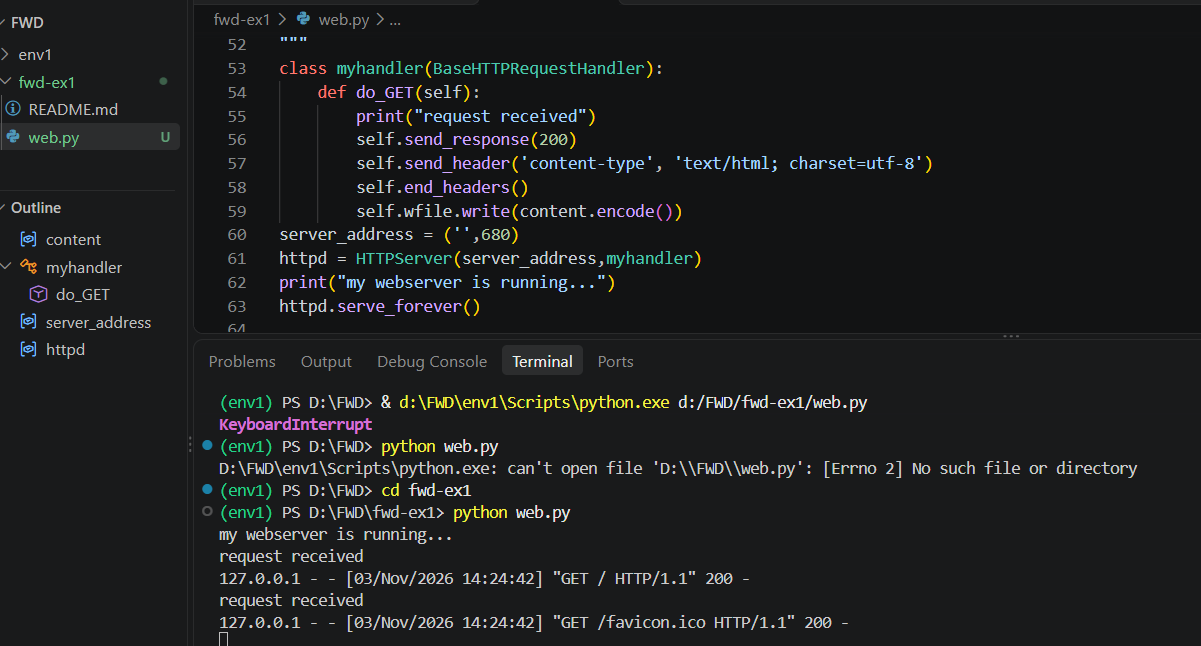 FWD
env1
fwd-ex1
README.md
web.py U
Outline
content
myhandler
do_GET
server_address
httpd
fwd-ex1 > web.py > ...
52 """
53 class myhandler(BaseHTTPRequestHandler):
54 def do_GET(self):
55 print("request received")
56 self.send_response(200)
57 self.send_header('content-type', 'text/html; charset=utf-8')
58 self.end_headers()
59 self.wfile.write(content.encode())
60 server_address = ('',680)
61 httpd = HTTPServer(server_address,myhandler)
62 print("my webserver is running...")
63 httpd.serve_forever()
64
Problems Output Debug Console Terminal Ports
(env1) PS D:\FWD> & d:\FWD\env1\Scripts\python.exe d:/FWD/fwd-ex1/web.py
KeyboardInterrupt
(env1) PS D:\FWD> python web.py
D:\FWD\env1\Scripts\python.exe: can't open file 'D:\\FWD\\web.py': [Errno 2] No such file or directory
(env1) PS D:\FWD> cd fwd-ex1
(env1) PS D:\FWD\fwd-ex1> python web.py
my webserver is running...
request received
127.0.0.1 - - [03/Nov/2026 14:24:42] "GET / HTTP/1.1" 200 -
request received
127.0.0.1 - - [03/Nov/2026 14:24:42] "GET /favicon.ico HTTP/1.1" 200 -